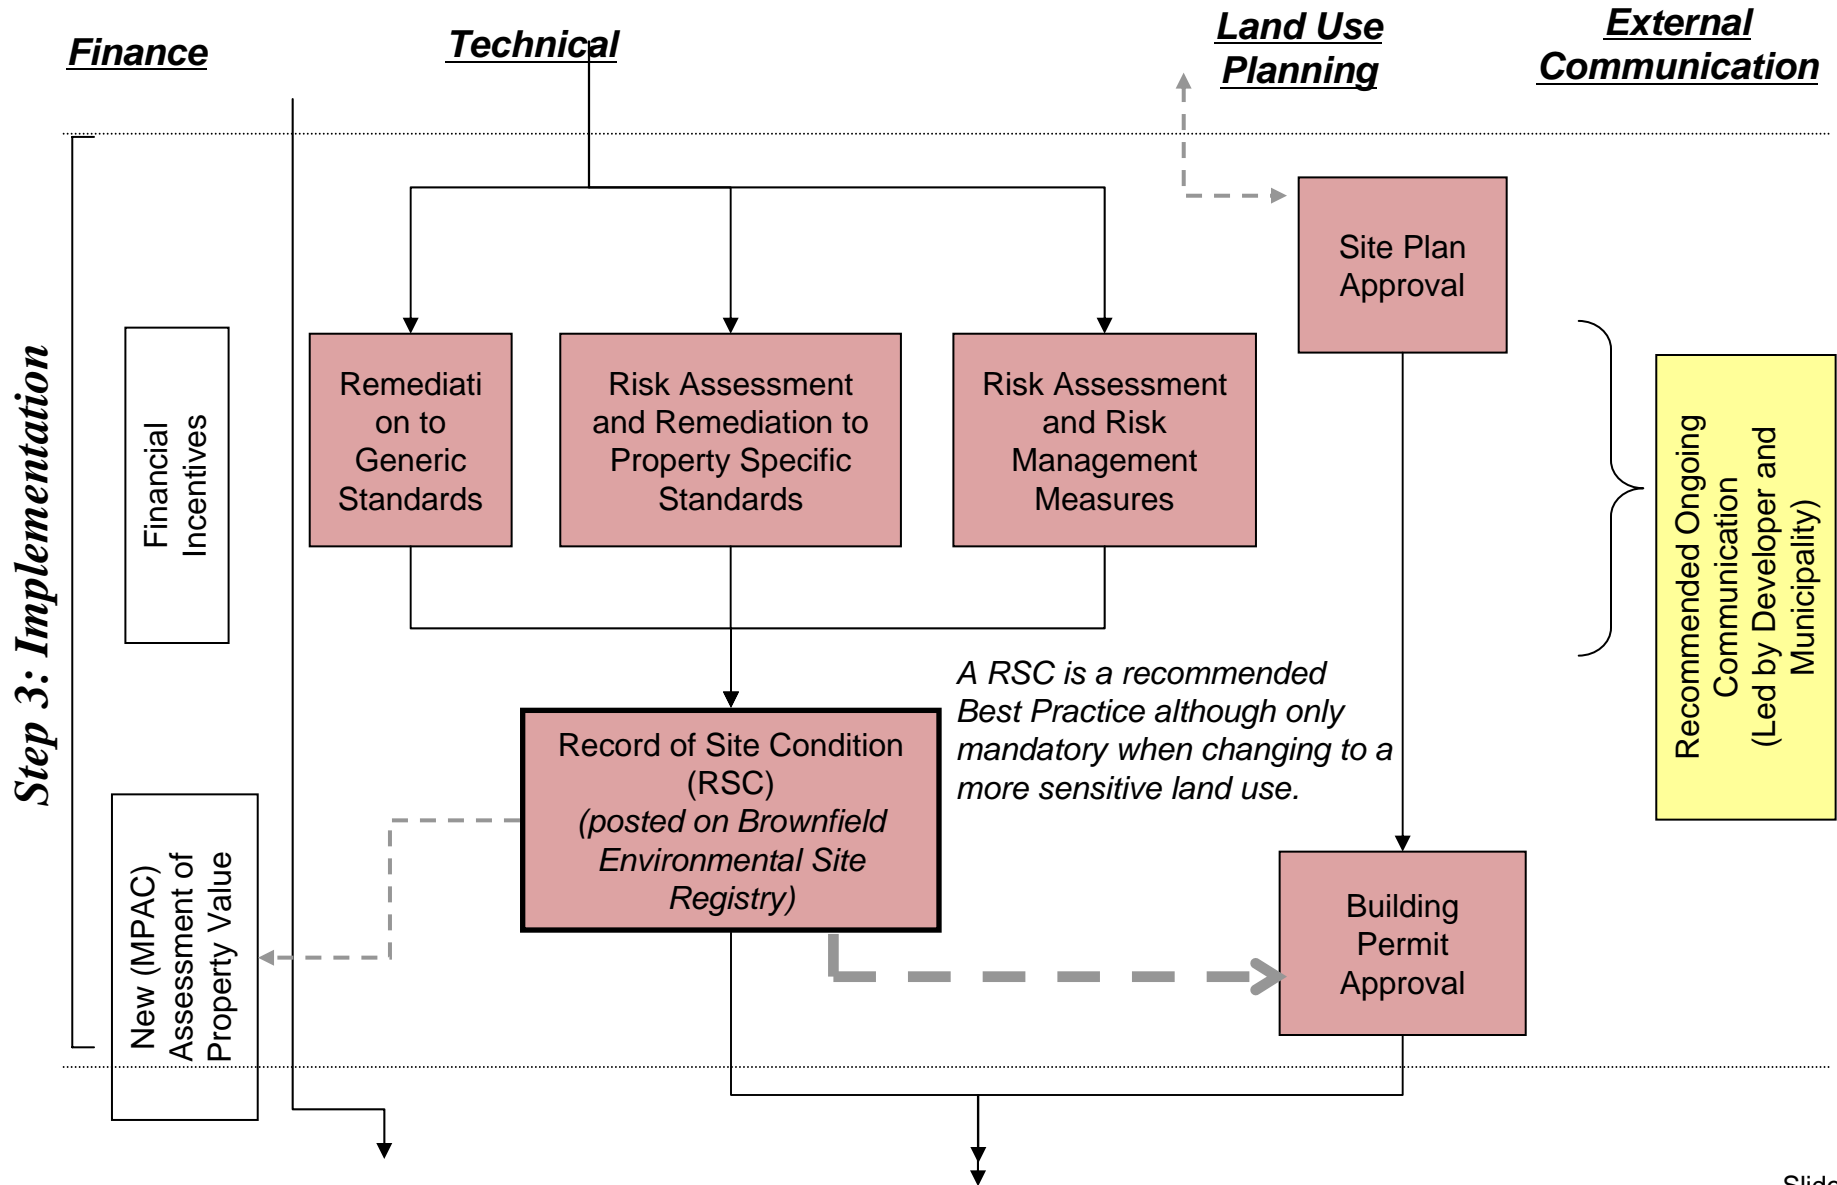 Finance
Technical
Land Use
Planning
External
Communication
Step 3: Implementation
Financial
Incentives
Remediati
on to
Generic
Standards
Risk Assessment
and Remediation to
Property Specific
Standards
Risk Assessment
and Risk
Management
Measures
Site Plan
Approval
Recommended Ongoing
Communication
(Led by Developer and
Municipality)
A RSC is a recommended
Best Practice although only
mandatory when changing to a
more sensitive land use.
Record of Site Condition
(RSC)
(posted on Brownfield
Environmental Site
Registry)
New (MPAC)
Assessment of
Property Value
Building
Permit
Approval
Slide